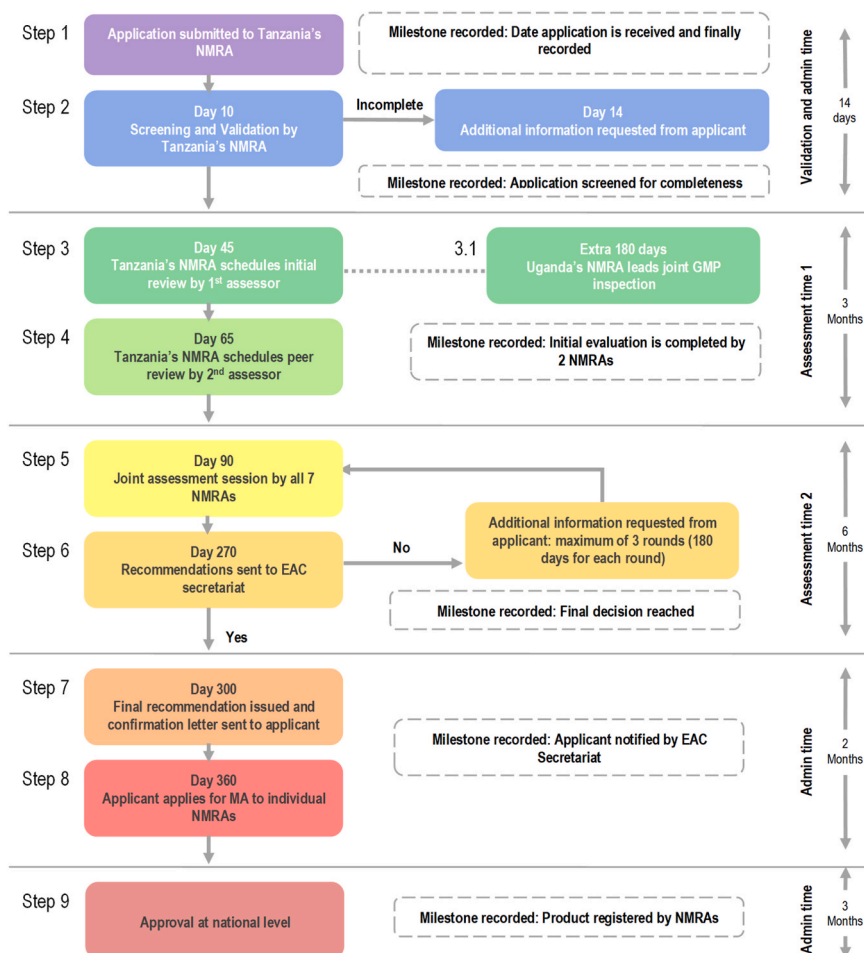 Step 1
Application submitted to Tanzania's
NMRA
Milestone recorded: Date application is received and finally
recorded
Step 2
Day 10
Screening and Validation by
Tanzania's NMRA
Incomplete
Day 14
Additional information requested from applicant
Milestone recorded: Application screened for completeness
Validation and admin time
14
days
Step 3
Day 45
Tanzania's NMRA schedules initial
review by 1st assessor
3.1
Extra 180 days
Uganda's NMRA leads joint GMP
inspection
Step 4
Day 65
Tanzania's NMRA schedules peer
review by 2nd assessor
Milestone recorded: Initial evaluation is completed by
2 NMRAs
Assessment time 1
3
Months
Step 5
Day 90
Joint assessment session by all 7
NMRAs
Step 6
Day 270
Recommendations sent to EAC
secretariat
No
Additional information requested from
applicant: maximum of 3 rounds (180
days for each round)
Milestone recorded: Final decision reached
Yes
Assessment time 2
6
Months
Step 7
Day 300
Final recommendation issued and
confirmation letter sent to applicant
Milestone recorded: Applicant notified by EAC
Secretariat
Step 8
Day 360
Applicant applies for MA to individual
NMRAs
Admin time
2
Months
Step 9
Approval at national level
Milestone recorded: Product registered by NMRAs
Admin time
3
Months